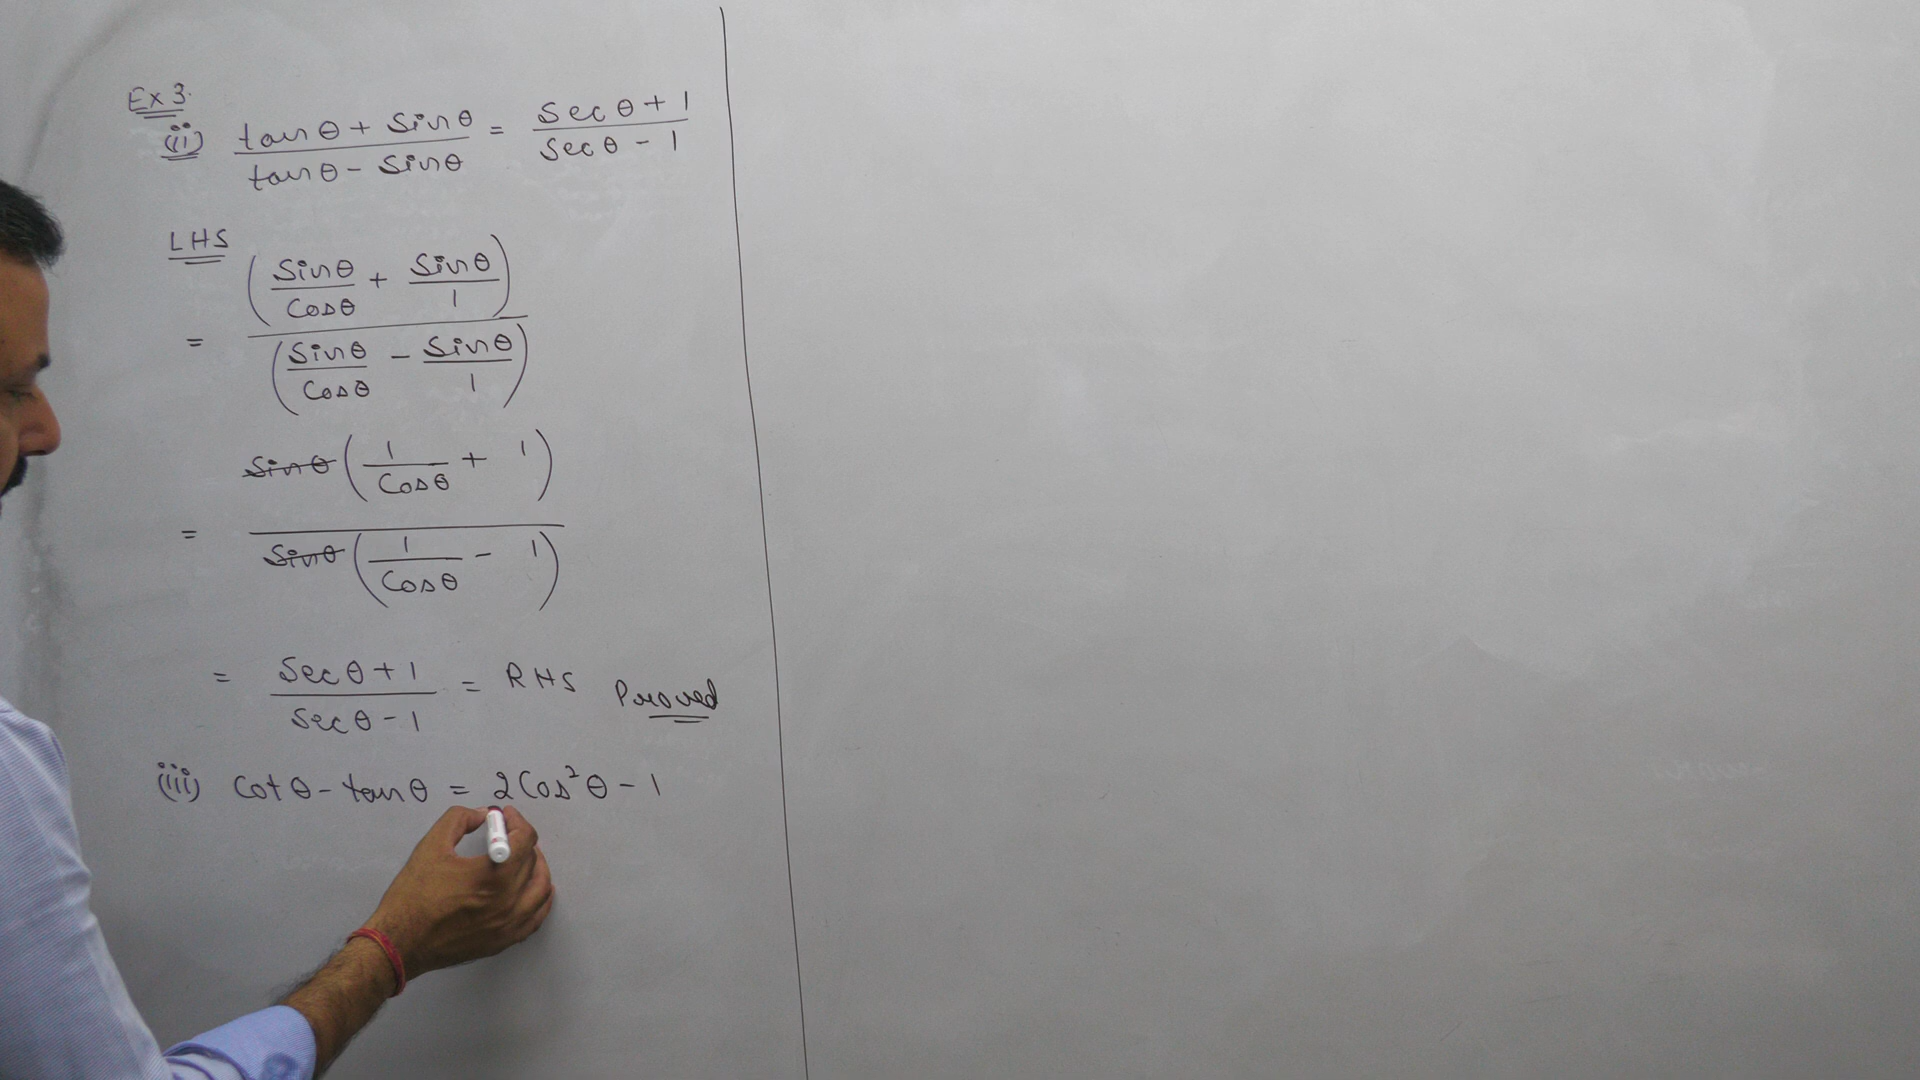 Ex 3.
(ii) tanθ + Sinθ / tanθ - Sinθ = Secθ + 1 / Secθ - 1
LHS
= (Sinθ / Cosθ + Sinθ / 1) / (Sinθ / Cosθ - Sinθ / 1)
= Sinθ (1 / Cosθ + 1) / Sinθ (1 / Cosθ - 1)
= Secθ + 1 / Secθ - 1 = RHS Proved
(iii) Cotθ - tanθ = 2Cos²θ - 1